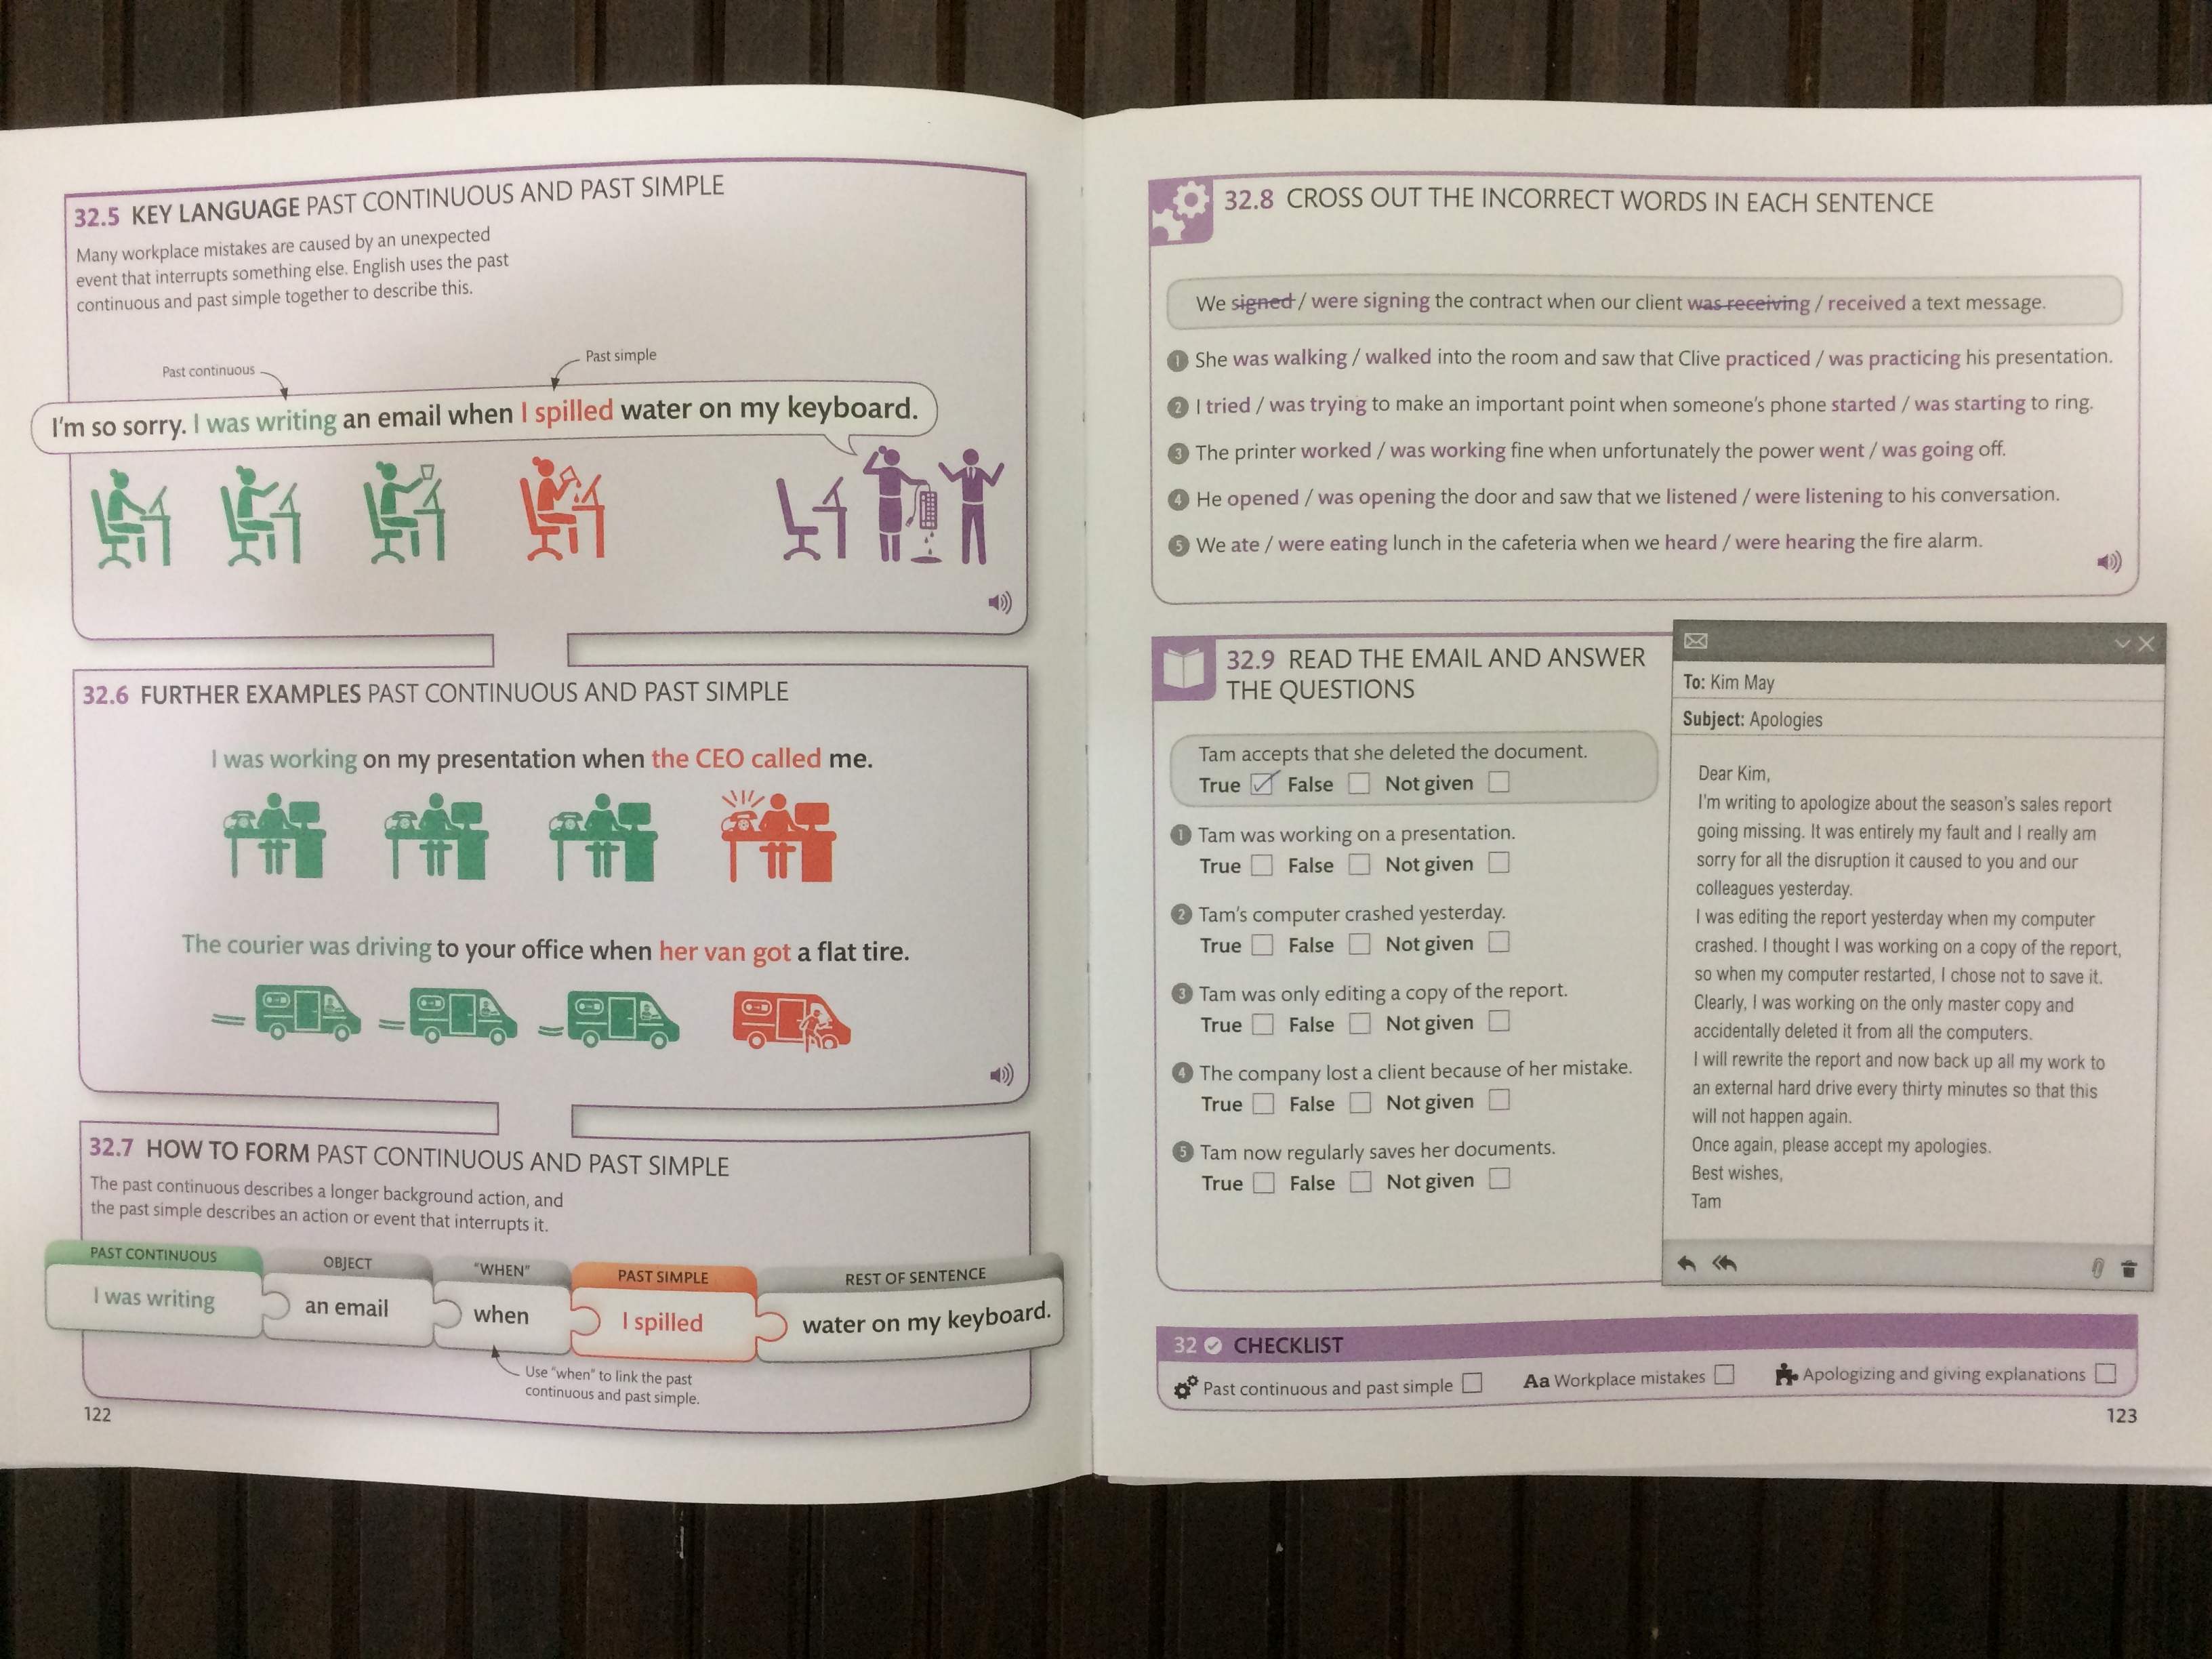 32.5 KEY LANGUAGE PAST CONTINUOUS AND PAST SIMPLE
Many workplace mistakes are caused by an unexpected
event that interrupts something else. English uses the past
continuous and past simple together to describe this.
Past continuous
Past simple
I'm so sorry. I was writing an email when I spilled water on my keyboard.
32.6 FURTHER EXAMPLES PAST CONTINUOUS AND PAST SIMPLE
I was working on my presentation when the CEO called me.
The courier was driving to your office when her van got a flat tire.
32.7 HOW TO FORM PAST CONTINUOUS AND PAST SIMPLE
The past continuous describes a longer background action, and
the past simple describes an action or event that interrupts it.
PAST CONTINUOUS OBJECT "WHEN" PAST SIMPLE REST OF SENTENCE
I was writing an email when I spilled water on my keyboard.
Use "when" to link the past
continuous and past simple.
122
32.8 CROSS OUT THE INCORRECT WORDS IN EACH SENTENCE
We signed / were signing the contract when our client was receiving / received a text message.
1 She was walking / walked into the room and saw that Clive practiced / was practicing his presentation.
2 I tried / was trying to make an important point when someone's phone started / was starting to ring.
3 The printer worked / was working fine when unfortunately the power went / was going off.
4 He opened / was opening the door and saw that we listened / were listening to his conversation.
5 We ate / were eating lunch in the cafeteria when we heard / were hearing the fire alarm.
32.9 READ THE EMAIL AND ANSWER
THE QUESTIONS
Tam accepts that she deleted the document.
True False Not given
1 Tam was working on a presentation.
True False Not given
2 Tam's computer crashed yesterday.
True False Not given
3 Tam was only editing a copy of the report.
True False Not given
4 The company lost a client because of her mistake.
True False Not given
5 Tam now regularly saves her documents.
True False Not given
To: Kim May
Subject: Apologies
Dear Kim,
I'm writing to apologize about the season's sales report
going missing. It was entirely my fault and I really am
sorry for all the disruption it caused to you and our
colleagues yesterday.
I was editing the report yesterday when my computer
crashed. I thought I was working on a copy of the report,
so when my computer restarted, I chose not to save it.
Clearly, I was working on the only master copy and
accidentally deleted it from all the computers.
I will rewrite the report and now back up all my work to
an external hard drive every thirty minutes so that this
will not happen again.
Once again, please accept my apologies.
Best wishes,
Tam
32 CHECKLIST
Past continuous and past simple Aa Workplace mistakes Apologizing and giving explanations
123